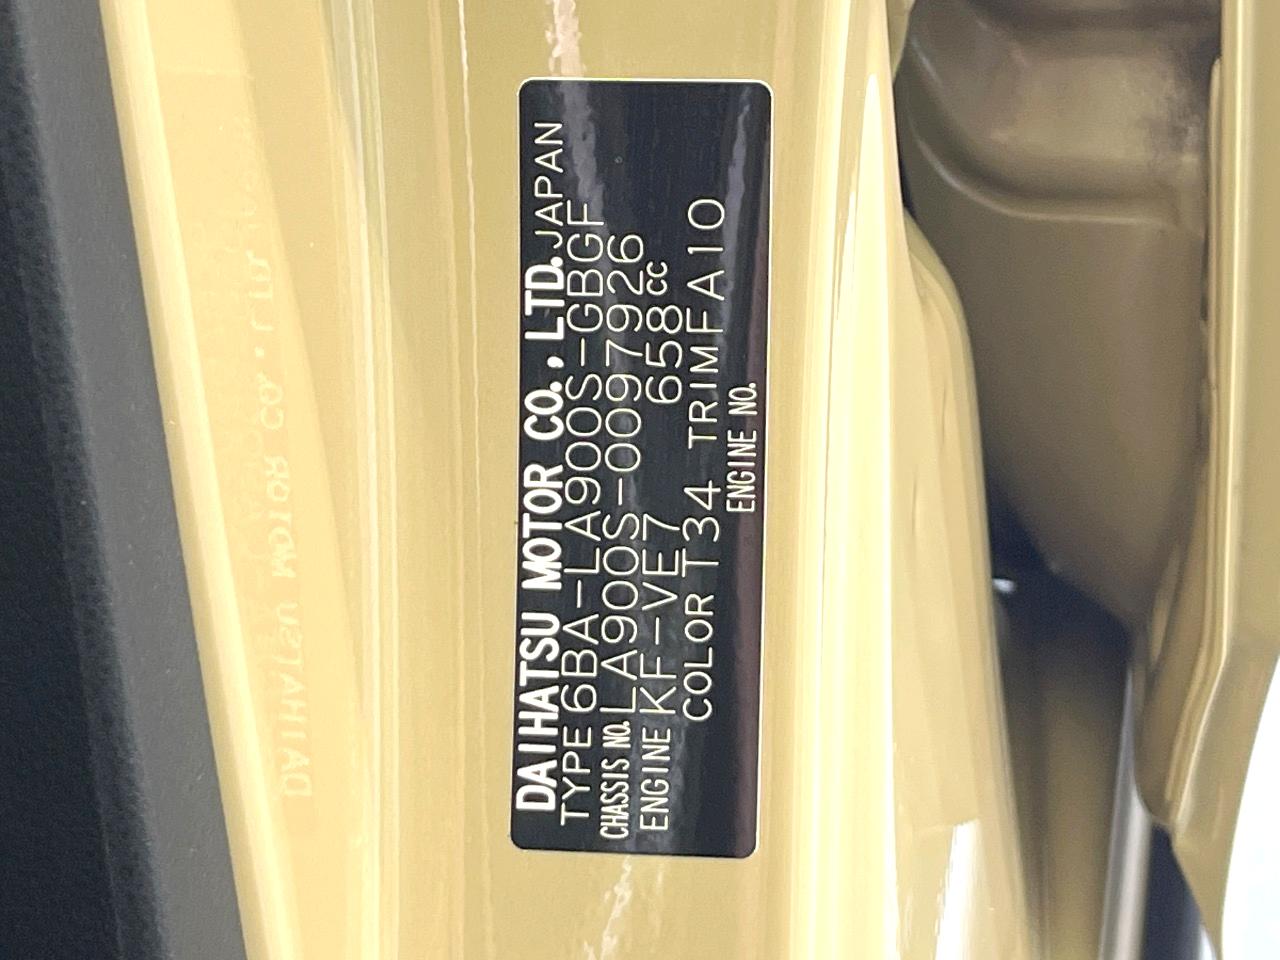 DAIHATSU MOTOR CO., LTD. JAPAN
TYPE 6BA-LA900S-GBGF
CHASSIS NO. LA900S-0097926
ENGINE KF-VE7 658cc
COLOR T34 TRIM FA10
ENGINE NO.